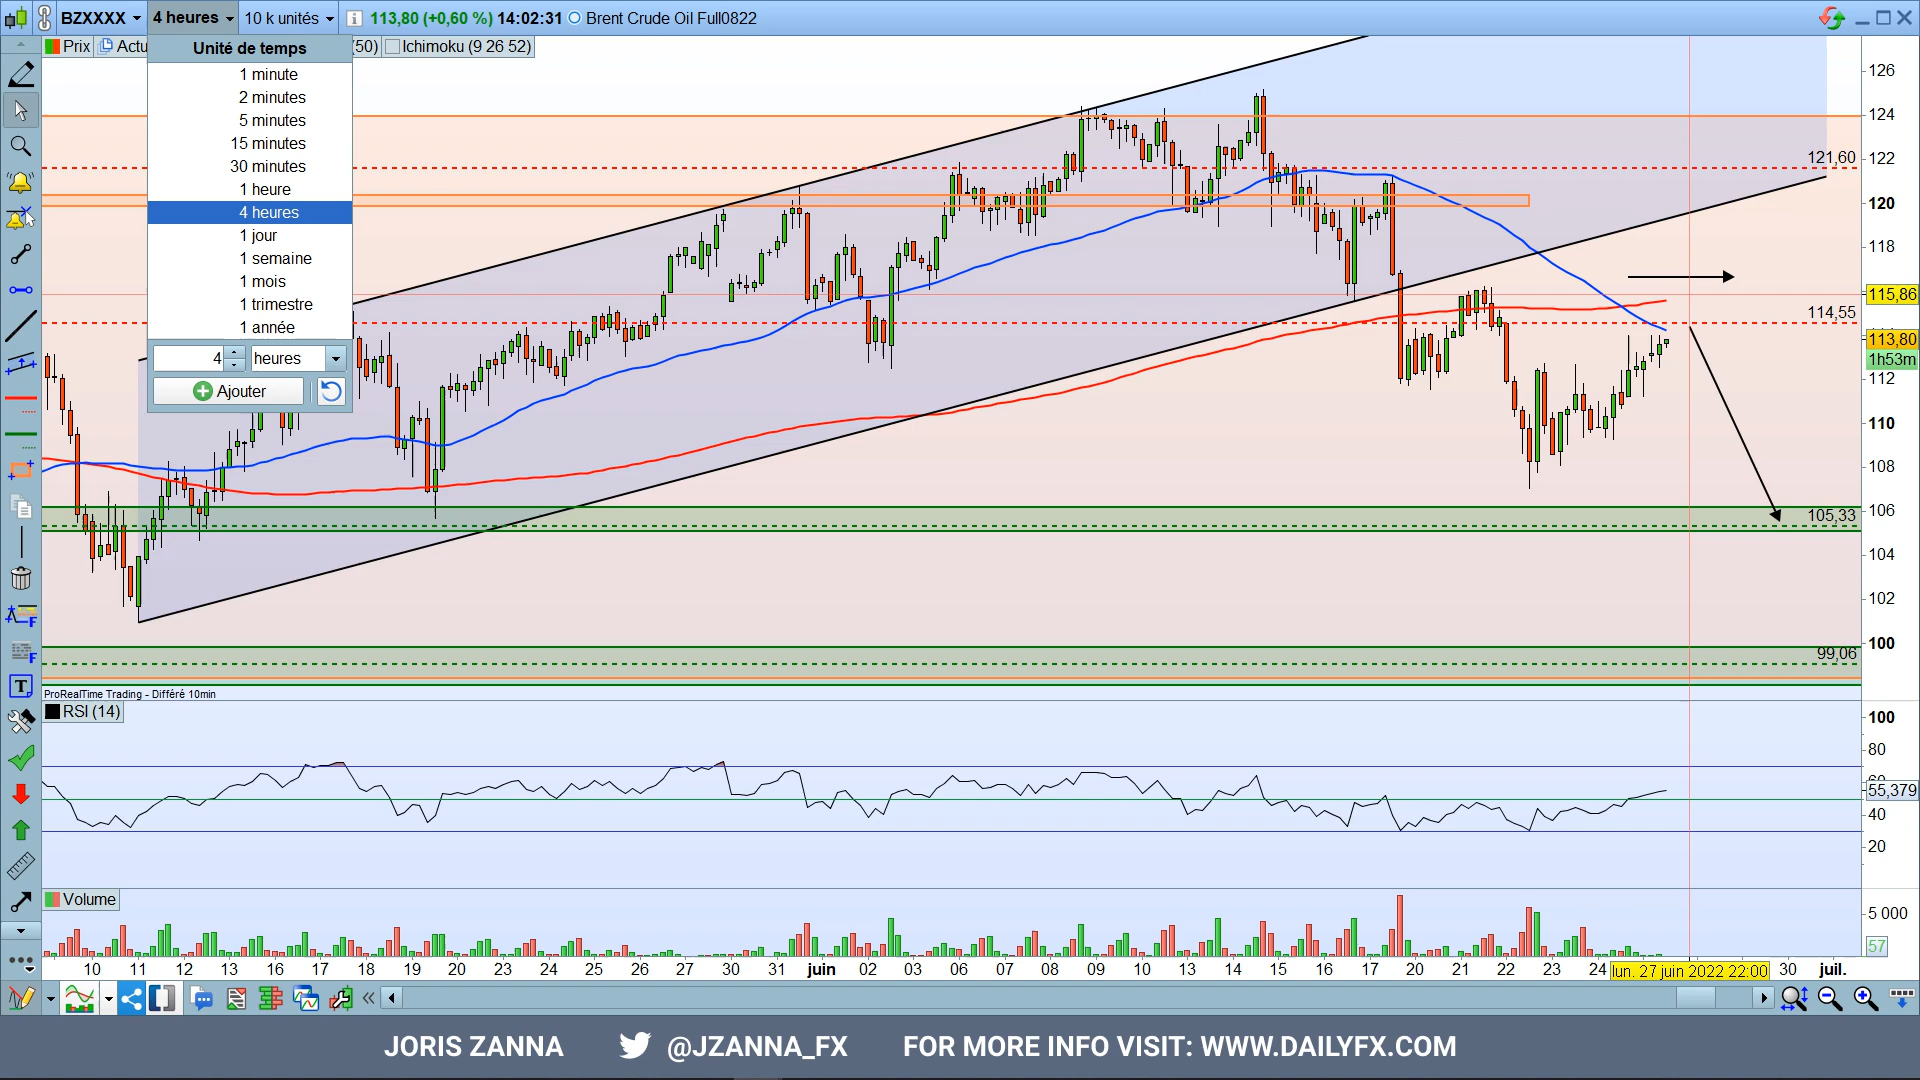 BZXXXX 4 heures 10 k unités 113,80 (+0,60 %) 14:02:31 Brent Crude Oil Full0822
Prix Actu (50) Ichimoku (9 26 52)
Unité de temps
1 minute
2 minutes
5 minutes
15 minutes
30 minutes
1 heure
4 heures
1 jour
1 semaine
1 mois
1 trimestre
1 année
4 heures
Ajouter
126
124
122
121,60
120
118
115,86
114,55
113,80
1h53m
112
110
108
106
105,33
104
102
100
99,06
ProRealTime Trading - Différé 10min
RSI (14)
100
80
60
55,379
40
20
Volume
5 000
57
10 11 12 13 16 17 18 19 20 23 24 25 26 27 30 31 juin 02 03 06 07 08 09 10 13 14 15 16 17 20 21 22 23 24 lun. 27 juin 2022 22:00 30 juil.
JORIS ZANNA @JZANNA_FX FOR MORE INFO VISIT: WWW.DAILYFX.COM